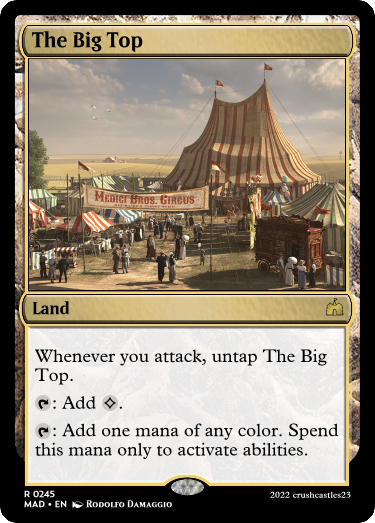 The Big Top
MEDICI BROS. CIRCUS
Land
Whenever you attack, untap The Big
Top.
: Add .
: Add one mana of any color. Spend
this mana only to activate abilities.
R 0245
MAD • EN Rodolfo Damaggio
2022 crushcastles23